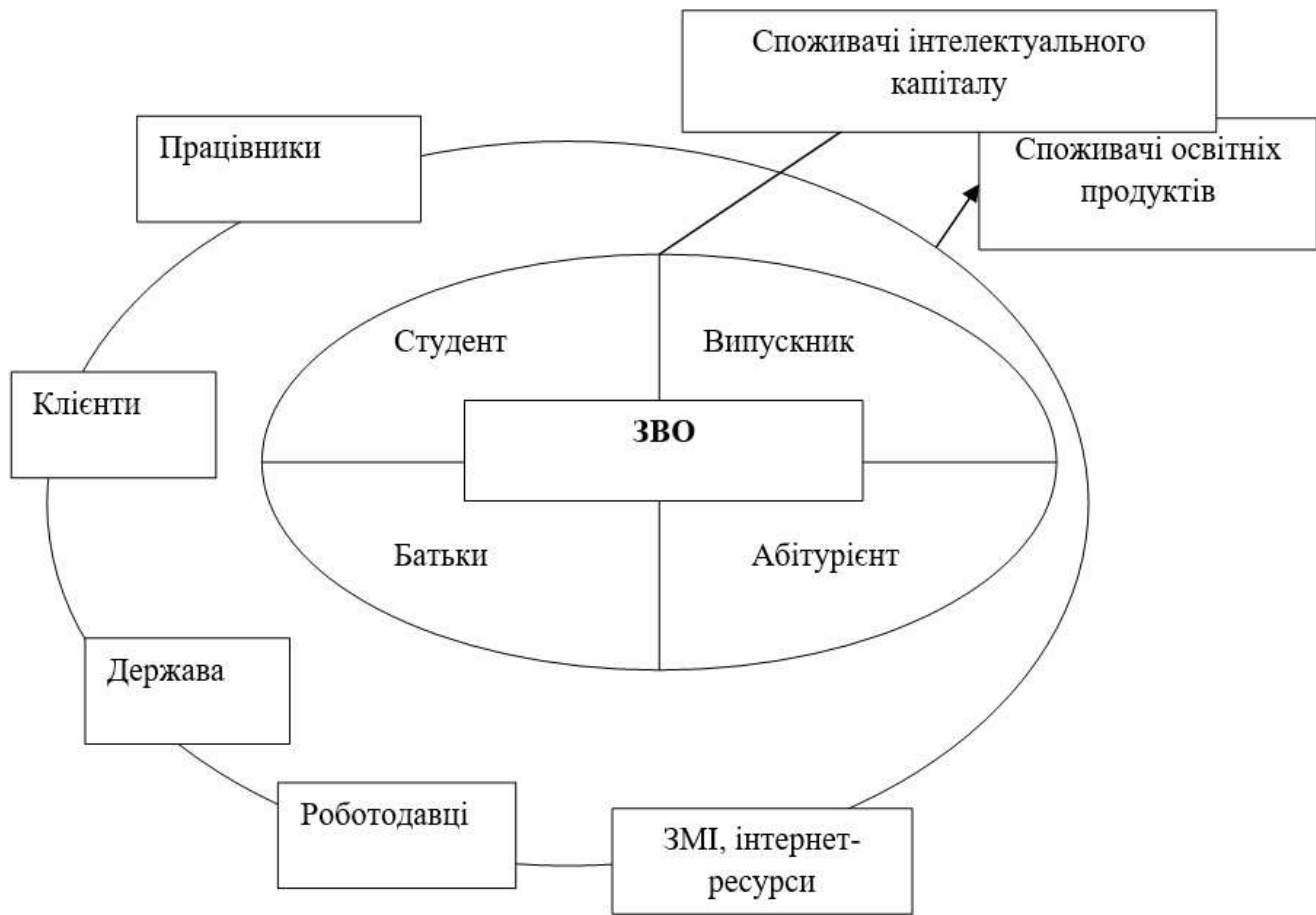 Споживачі інтелектуального
капіталу
Працівники
Споживачі освітніх
продуктів
Студент
Випускник
Клієнти
ЗВО
Батьки
Абітурієнт
Держава
Роботодавці
ЗМІ, інтернет-
ресурси